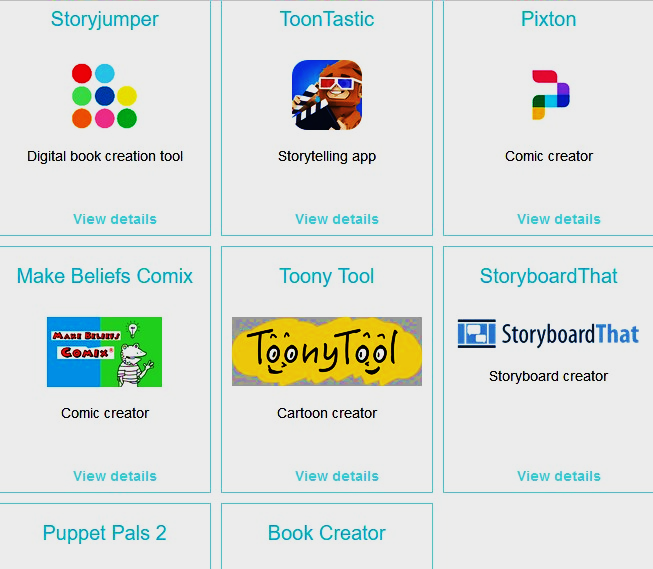 Storyjumper
ToonTastic
Pixton
Digital book creation tool
Storytelling app
Comic creator
View details
View details
View details
Make Beliefs Comix
Toony Tool
StoryboardThat
MAKE BELIEFS
COMIX
ToonyTool
StoryboardThat
Comic creator
Cartoon creator
Storyboard creator
View details
View details
View details
Puppet Pals 2
Book Creator